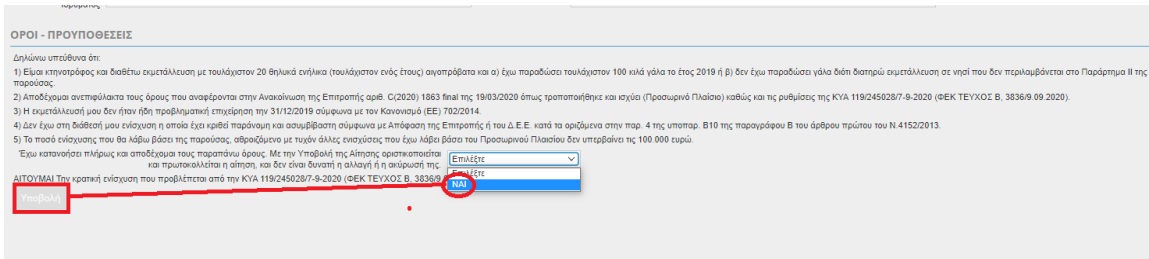 ΟΡΟΙ - ΠΡΟΥΠΟΘΕΣΕΙΣ
Δηλώνω υπεύθυνα ότι:
1) Είμαι κτηνοτρόφος και διαθέτω εκμετάλλευση με τουλάχιστον 20 θηλυκά ενήλικα (τουλάχιστον ενός έτους) αιγοπρόβατα και α) έχω παραδώσει τουλάχιστον 100 κιλά γάλα το έτος 2019 ή β) δεν έχω παραδώσει γάλα διότι διατηρώ εκμετάλλευση σε νησί που δεν περιλαμβάνεται στο Παράρτημα ΙΙ της
παρούσας.
2) Αποδέχομαι ανεπιφύλακτα τους όρους που αναφέρονται στην Ανακοίνωση της Επιτροπής αριθ. C(2020) 1863 final της 19/03/2020 όπως τροποποιήθηκε και ισχύει (Προσωρινό Πλαίσιο) καθώς και τις ρυθμίσεις της ΚΥΑ 119/245028/7-9-2020 (ΦΕΚ ΤΕΥΧΟΣ Β, 3836/9.09.2020).
3) Η εκμετάλλευσή μου δεν ήταν ήδη προβληματική επιχείρηση την 31/12/2019 σύμφωνα με τον Κανονισμό (ΕΕ) 702/2014.
4) Δεν έχω στη διάθεσή μου ενίσχυση η οποία έχει κριθεί παράνομη και ασυμβίβαστη σύμφωνα με Απόφαση της Επιτροπής ή του Δ.Ε.Ε. κατά τα οριζόμενα στην παρ. 4 της υποπαρ. Β10 της παραγράφου Β του άρθρου πρώτου του Ν.4152/2013.
5) Το ποσό ενίσχυσης που θα λάβω βάσει της παρούσας, αθροιζόμενο με τυχόν άλλες ενισχύσεις που έχω λάβει βάσει του Προσωρινού Πλαισίου δεν υπερβαίνει τις 100.000 ευρώ.
Έχω κατανοήσει πλήρως και αποδέχομαι τους παραπάνω όρους. Με την Υποβολή της Αίτησης οριστικοποιείται Επιλέξτε
και πρωτοκολλείται η αίτηση, και δεν είναι δυνατή η αλλαγή ή η ακύρωσή της. Επιλέξτε
ΑΙΤΟΥΜΑΙ Την κρατική ενίσχυση που προβλέπεται από την ΚΥΑ 119/245028/7-9-2020 (ΦΕΚ ΤΕΥΧΟΣ Β, 3836/9 ΝΑΙ
Υποβολή